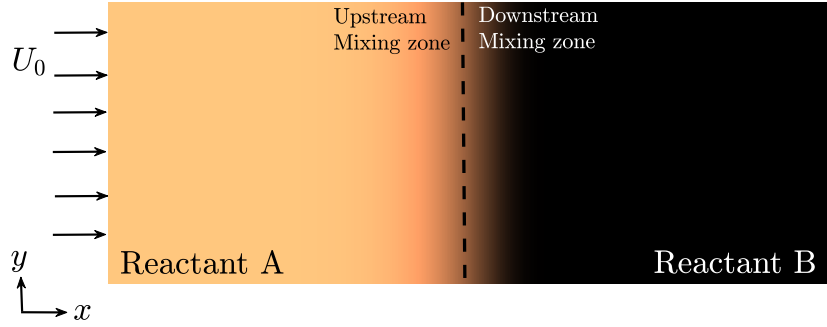 Upstream
Mixing zone
Downstream
Mixing zone
U₀
Reactant A
Reactant B
y
x